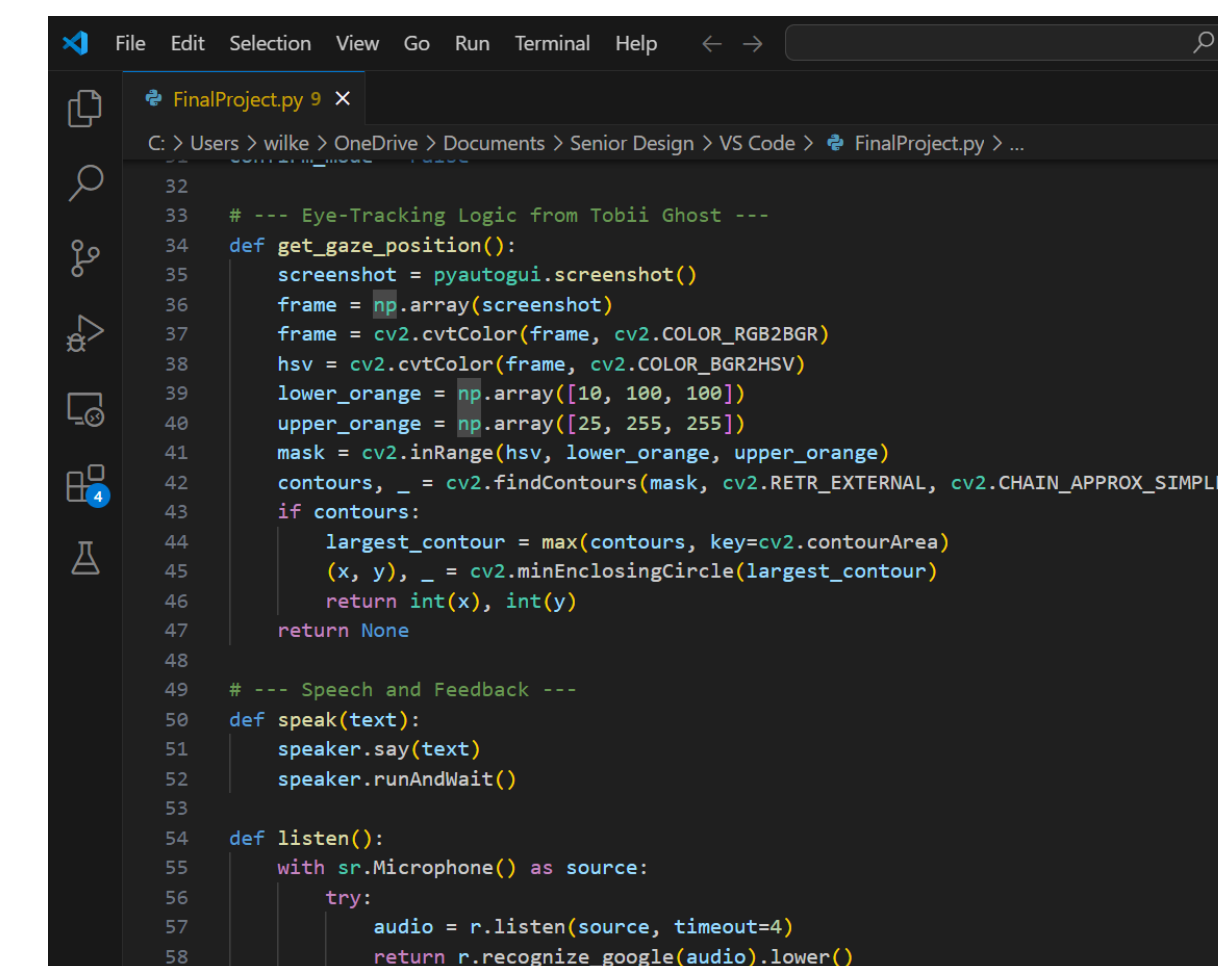 File Edit Selection View Go Run Terminal Help
FinalProject.py 9
C: > Users > wilke > OneDrive > Documents > Senior Design > VS Code > FinalProject.py > ...
31 confirm_mode = False
32
33 # --- Eye-Tracking Logic from Tobii Ghost ---
34 def get_gaze_position():
35 screenshot = pyautogui.screenshot()
36 frame = np.array(screenshot)
37 frame = cv2.cvtColor(frame, cv2.COLOR_RGB2BGR)
38 hsv = cv2.cvtColor(frame, cv2.COLOR_BGR2HSV)
39 lower_orange = np.array([10, 100, 100])
40 upper_orange = np.array([25, 255, 255])
41 mask = cv2.inRange(hsv, lower_orange, upper_orange)
42 contours, _ = cv2.findContours(mask, cv2.RETR_EXTERNAL, cv2.CHAIN_APPROX_SIMPL
43 if contours:
44 largest_contour = max(contours, key=cv2.contourArea)
45 (x, y), _ = cv2.minEnclosingCircle(largest_contour)
46 return int(x), int(y)
47 return None
48
49 # --- Speech and Feedback ---
50 def speak(text):
51 speaker.say(text)
52 speaker.runAndWait()
53
54 def listen():
55 with sr.Microphone() as source:
56 try:
57 audio = r.listen(source, timeout=4)
58 return r.recognize_google(audio).lower()
4